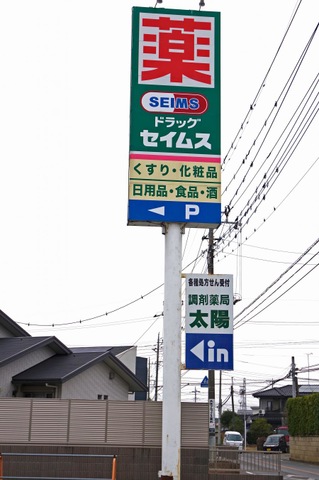 薬
SEIMS
ドラッグ
セイムス
くすり・化粧品
日用品・食品・酒
P
各種処方せん受付
調剤薬局
太陽
in